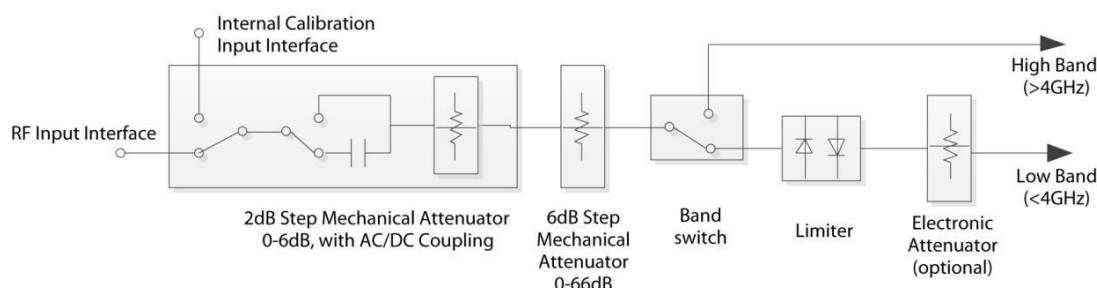 Internal Calibration
Input Interface
RF Input Interface
High Band
(>4GHz)
Low Band
(<4GHz)
2dB Step Mechanical Attenuator
0-6dB, with AC/DC Coupling
6dB Step
Mechanical
Attenuator
0-66dB
Band
switch
Limiter
Electronic
Attenuator
(optional)